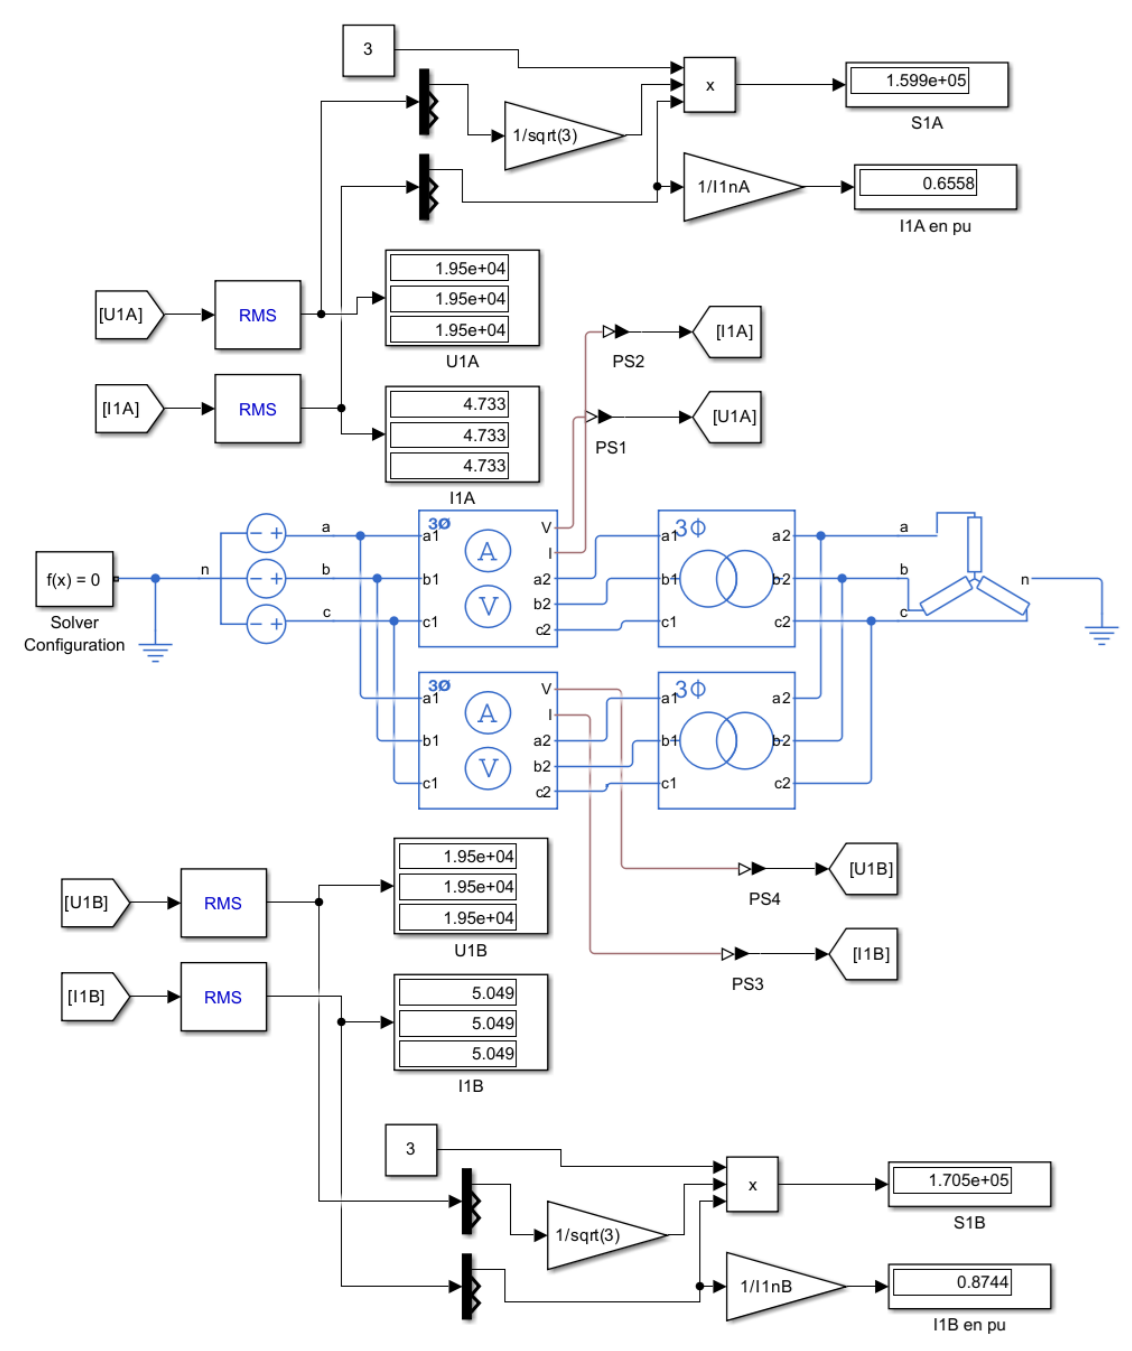 3
x
1.599e+05
S1A
1/sqrt(3)
1/I1nA
0.6558
I1A en pu
[U1A]
RMS
1.95e+04
1.95e+04
1.95e+04
U1A
[I1A]
RMS
4.733
4.733
4.733
I1A
PS2
[I1A]
PS1
[U1A]
f(x) = 0
Solver
Configuration
n
- +
a
- +
b
- +
c
3Ø
a1
b1
c1
A
V
V
I
a2
b2
c2
3Φ
a1
b1
c1
a2
b2
c2
a
b
c
n
3Ø
a1
b1
c1
A
V
V
I
a2
b2
c2
3Φ
a1
b1
c1
a2
b2
c2
[U1B]
RMS
1.95e+04
1.95e+04
1.95e+04
U1B
PS4
[U1B]
[I1B]
RMS
5.049
5.049
5.049
I1B
PS3
[I1B]
3
x
1.705e+05
S1B
1/sqrt(3)
1/I1nB
0.8744
I1B en pu